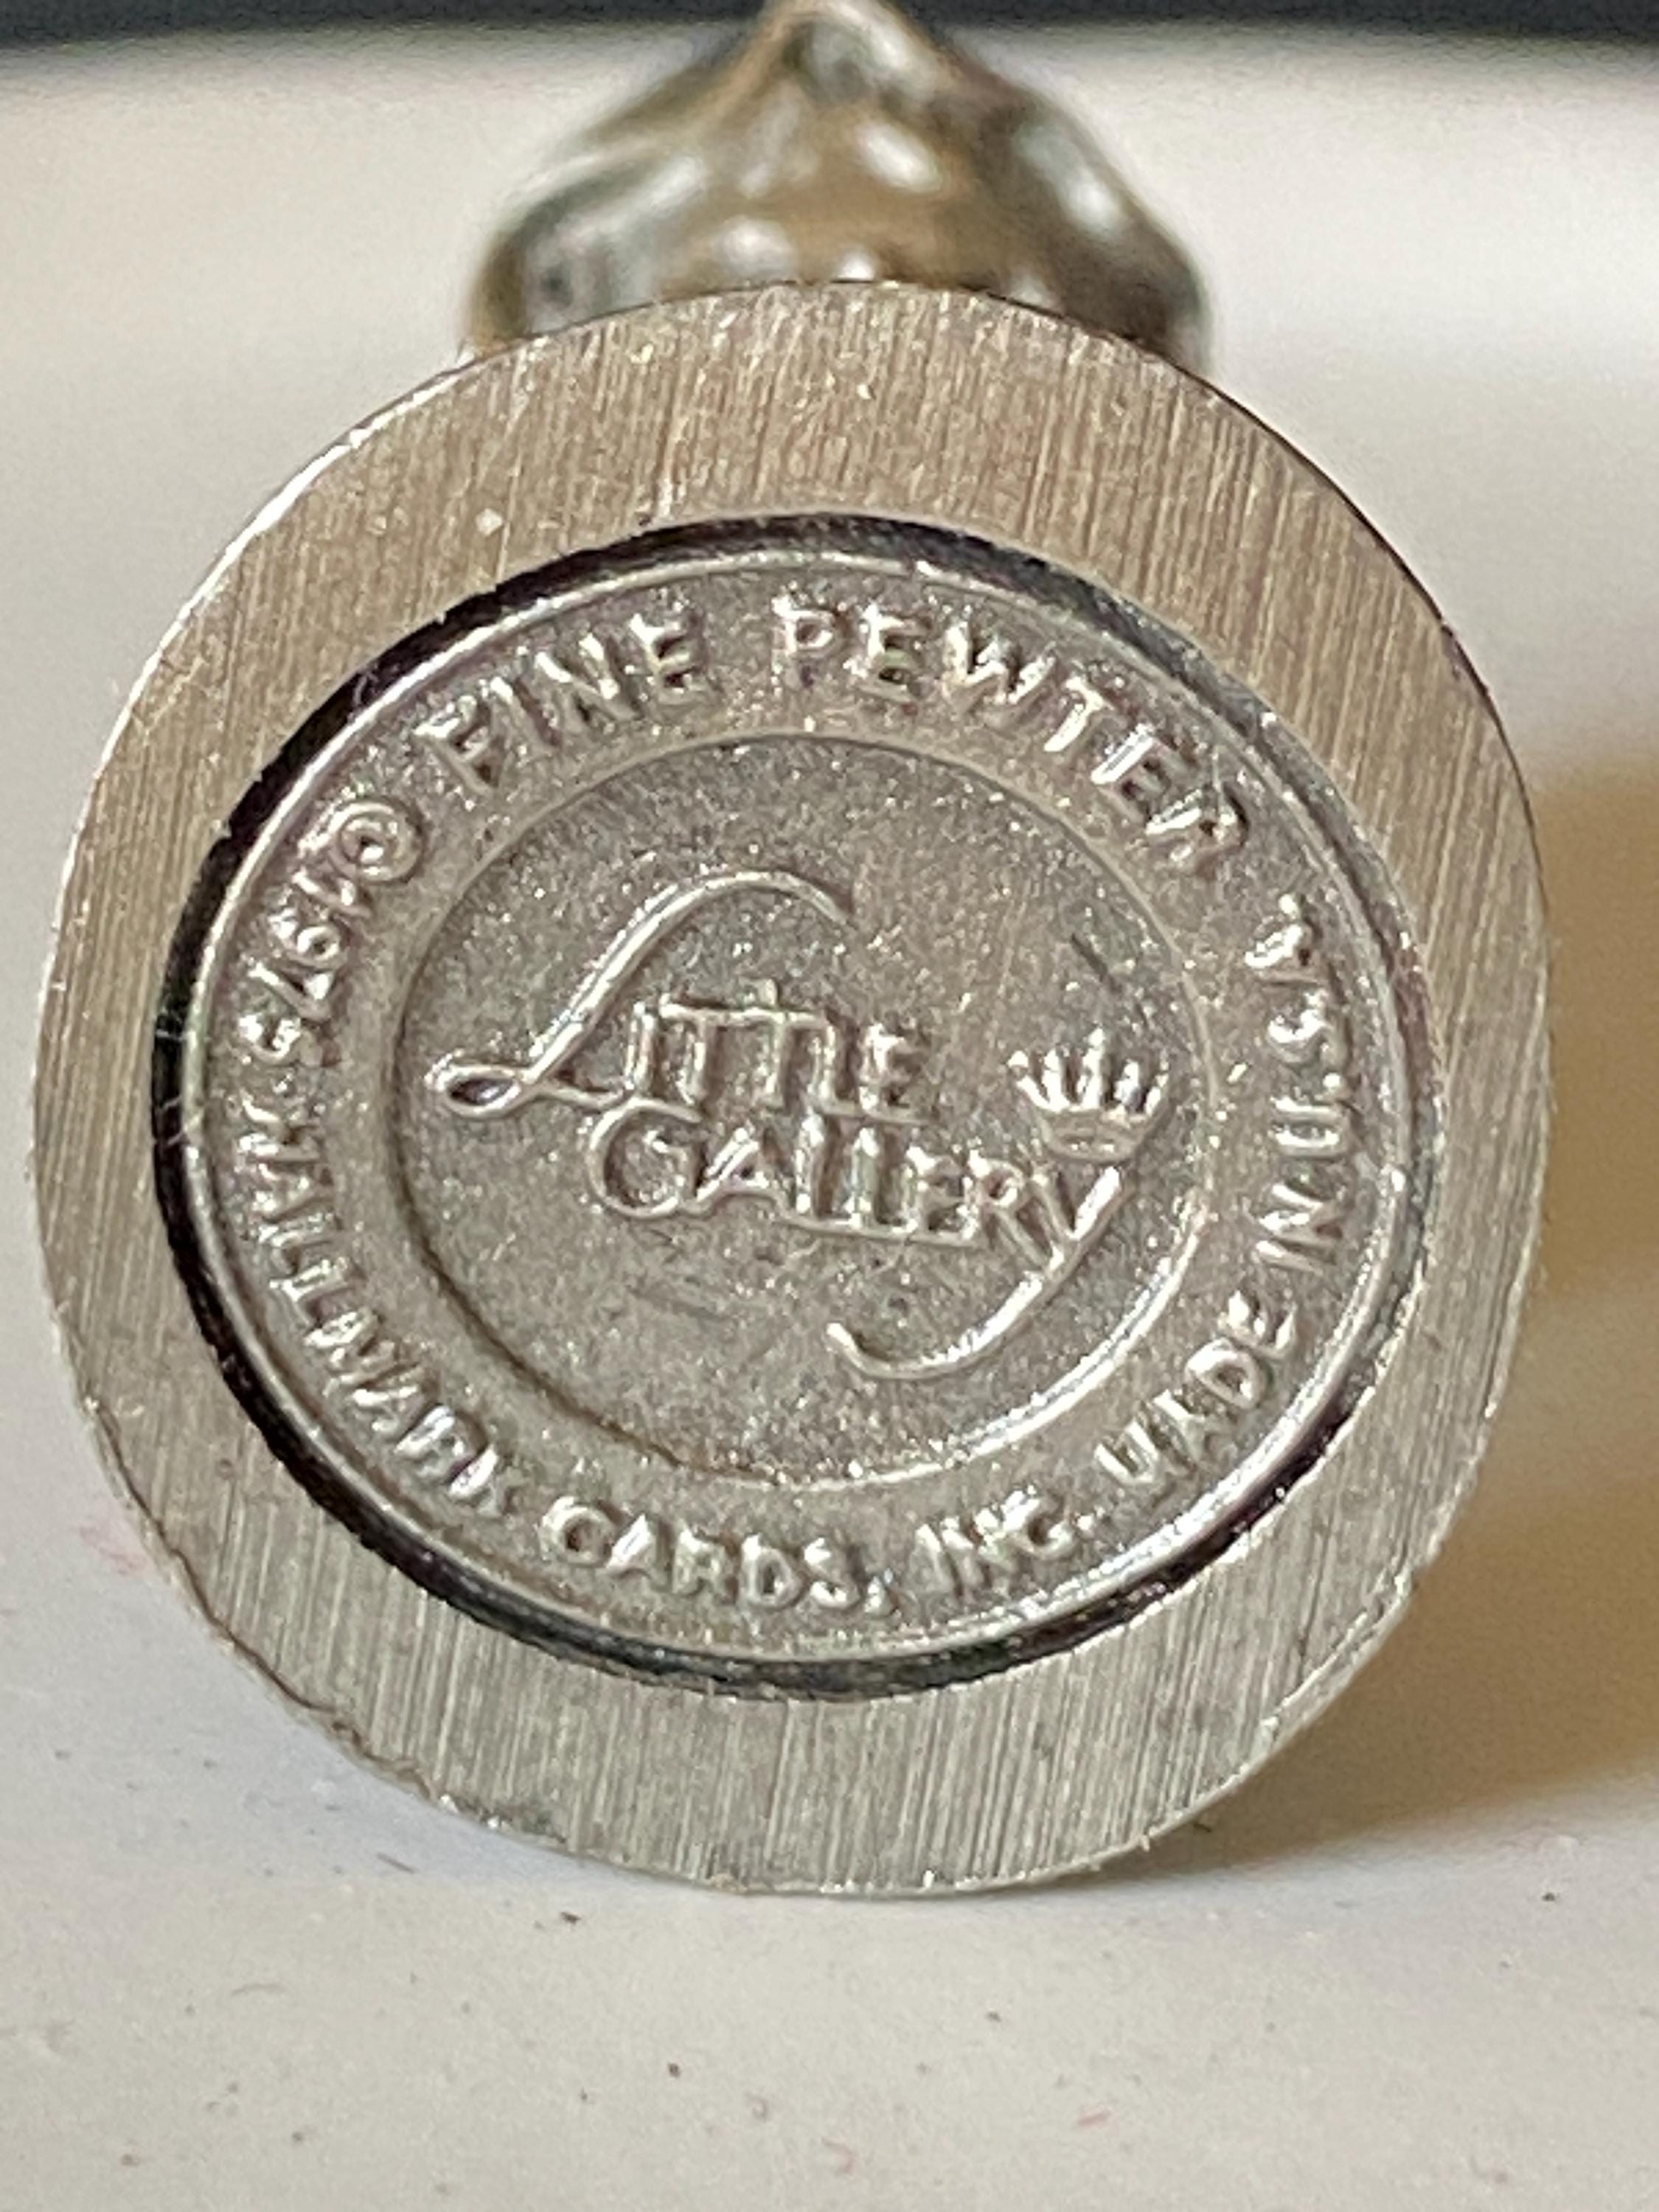 FINE PEWTER
©1975 HALLMARK CARDS, INC. MADE IN U.S.A.
LITTLE
GALLERY